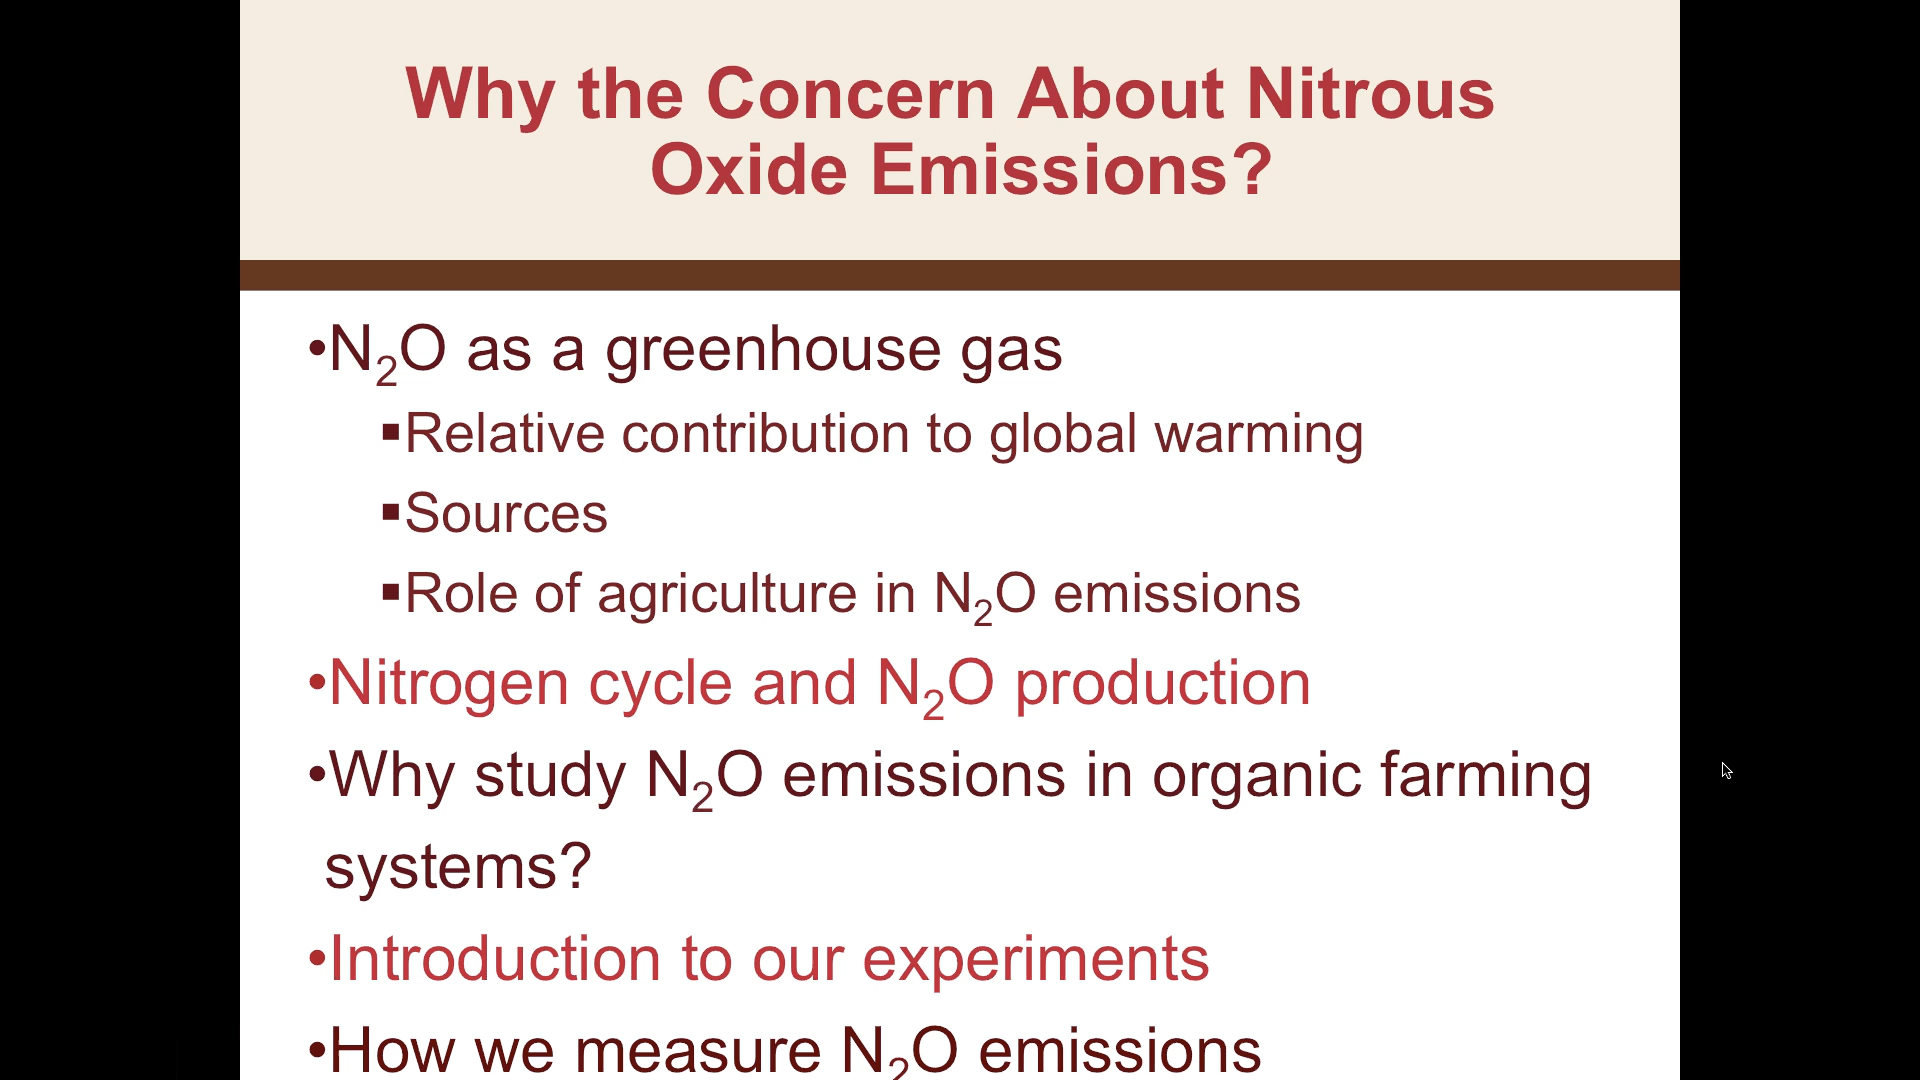 Why the Concern About Nitrous
Oxide Emissions?
•N₂O as a greenhouse gas
▪Relative contribution to global warming
▪Sources
▪Role of agriculture in N₂O emissions
•Nitrogen cycle and N₂O production
•Why study N₂O emissions in organic farming
systems?
•Introduction to our experiments
•How we measure N₂O emissions